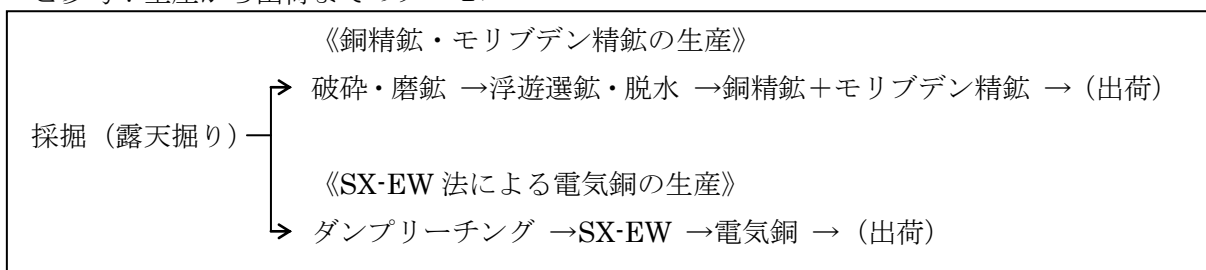 《銅精鉱・モリブデン精鉱の生産》
破砕・磨鉱 →浮遊選鉱・脱水 →銅精鉱＋モリブデン精鉱 →（出荷）
採掘（露天掘り）
《SX-EW 法による電気銅の生産》
ダンプリーチング →SX-EW →電気銅 →（出荷）